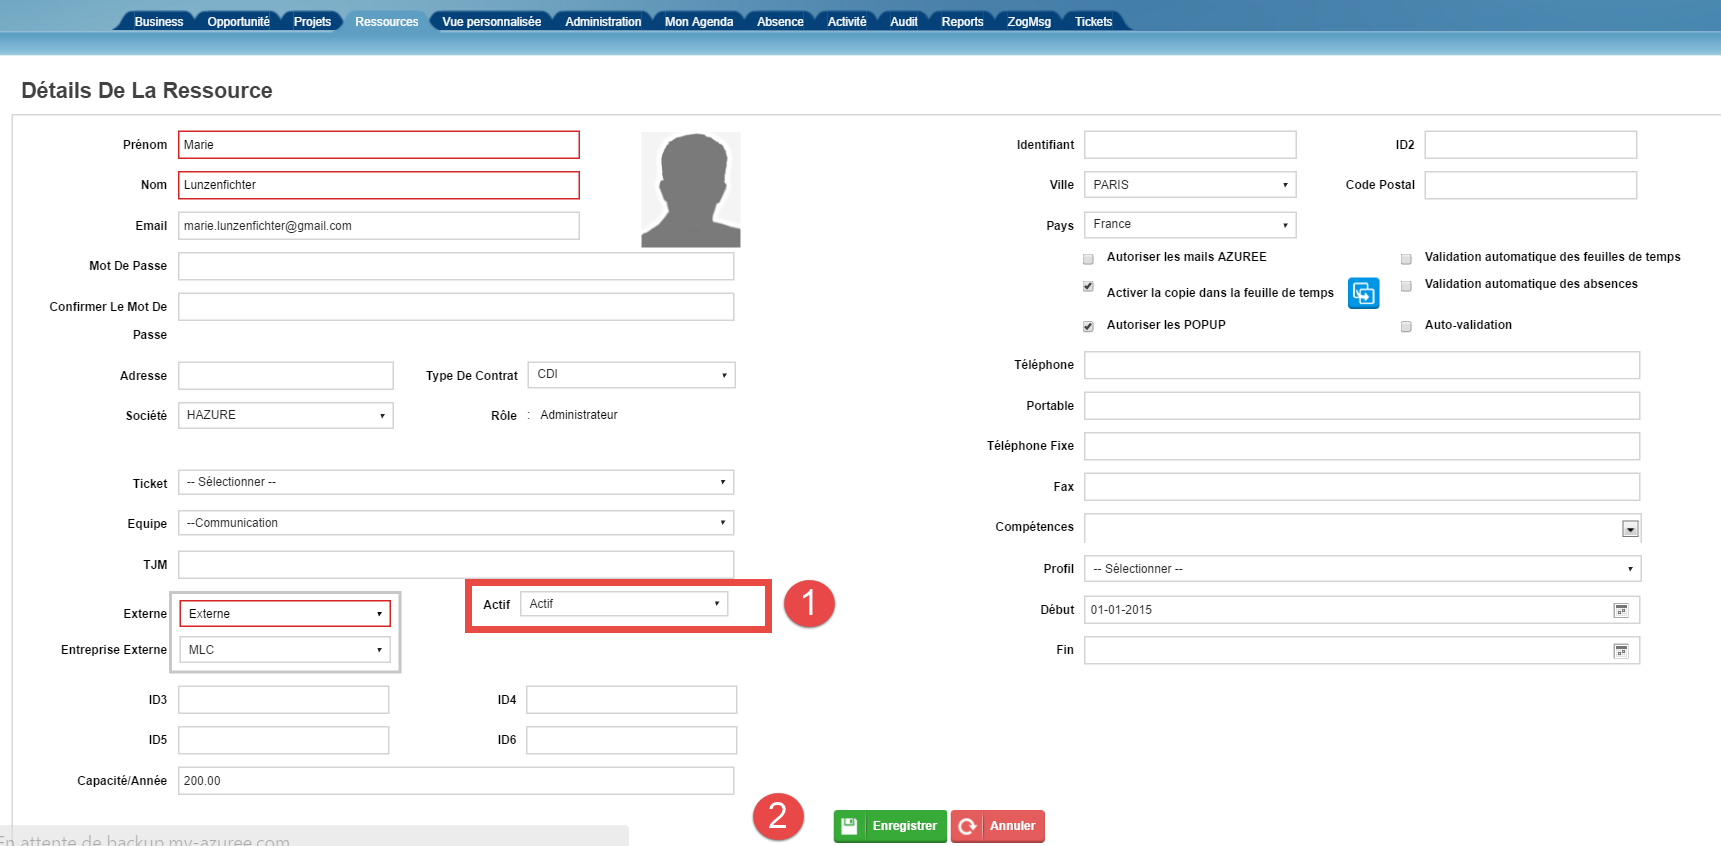 Business Opportunité Projets Ressources Vue personnalisée Administration Mon Agenda Absence Activité Audit Reports ZogMsg Tickets
Détails De La Ressource
Prénom Marie
Nom Lunzenfichter
Email marie.lunzenfichter@gmail.com
Mot De Passe
Confirmer Le Mot De
Passe
Adresse Type De Contrat CDI
Société HAZURE Rôle : Administrateur
Ticket -- Sélectionner --
Equipe --Communication
TJM
Externe Externe Actif Actif 1
Entreprise Externe MLC
ID3 ID4
ID5 ID6
Capacité/Année 200.00
Identifiant ID2
Ville PARIS Code Postal
Pays France
Autoriser les mails AZUREE Validation automatique des feuilles de temps
Activer la copie dans la feuille de temps Validation automatique des absences
Autoriser les POPUP Auto-validation
Téléphone
Portable
Téléphone Fixe
Fax
Compétences
Profil -- Sélectionner --
Début 01-01-2015
Fin
2 Enregistrer Annuler
En attente de backup.my-azuree.com